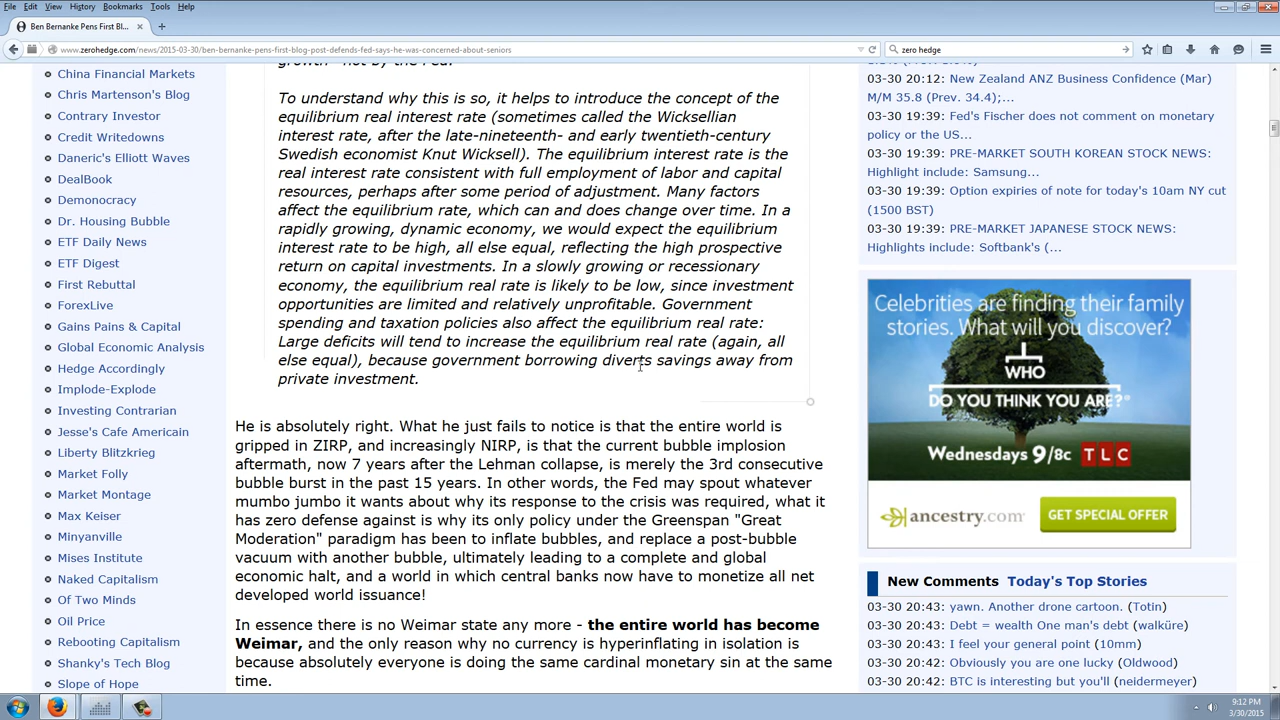 File Edit View History Bookmarks Tools Help
Ben Bernanke Pens First Bl... × +
www.zerohedge.com/news/2015-03-30/ben-bernanke-pens-first-blog-post-defends-fed-says-he-was-concerned-about-seniors
zero hedge
China Financial Markets
Chris Martenson's Blog
Contrary Investor
Credit Writedowns
Daneric's Elliott Waves
DealBook
Demonocracy
Dr. Housing Bubble
ETF Daily News
ETF Digest
First Rebuttal
ForexLive
Gains Pains & Capital
Global Economic Analysis
Hedge Accordingly
Implode-Explode
Investing Contrarian
Jesse's Cafe Americain
Liberty Blitzkrieg
Market Folly
Market Montage
Max Keiser
Minyanville
Mises Institute
Naked Capitalism
Of Two Minds
Oil Price
Rebooting Capitalism
Shanky's Tech Blog
Slope of Hope
growth—not by the Fed.
To understand why this is so, it helps to introduce the concept of the
equilibrium real interest rate (sometimes called the Wicksellian
interest rate, after the late-nineteenth- and early twentieth-century
Swedish economist Knut Wicksell). The equilibrium interest rate is the
real interest rate consistent with full employment of labor and capital
resources, perhaps after some period of adjustment. Many factors
affect the equilibrium rate, which can and does change over time. In a
rapidly growing, dynamic economy, we would expect the equilibrium
interest rate to be high, all else equal, reflecting the high prospective
return on capital investments. In a slowly growing or recessionary
economy, the equilibrium real rate is likely to be low, since investment
opportunities are limited and relatively unprofitable. Government
spending and taxation policies also affect the equilibrium real rate:
Large deficits will tend to increase the equilibrium real rate (again, all
else equal), because government borrowing diverts savings away from
private investment.
He is absolutely right. What he just fails to notice is that the entire world is
gripped in ZIRP, and increasingly NIRP, is that the current bubble implosion
aftermath, now 7 years after the Lehman collapse, is merely the 3rd consecutive
bubble burst in the past 15 years. In other words, the Fed may spout whatever
mumbo jumbo it wants about why its response to the crisis was required, what it
has zero defense against is why its only policy under the Greenspan "Great
Moderation" paradigm has been to inflate bubbles, and replace a post-bubble
vacuum with another bubble, ultimately leading to a complete and global
economic halt, and a world in which central banks now have to monetize all net
developed world issuance!
In essence there is no Weimar state any more - the entire world has become
Weimar, and the only reason why no currency is hyperinflating in isolation is
because absolutely everyone is doing the same cardinal monetary sin at the same
time.
03-30 20:12: New Zealand ANZ Business Confidence (Mar)
M/M 35.8 (Prev. 34.4);...
03-30 19:39: Fed's Fischer does not comment on monetary
policy or the US...
03-30 19:39: PRE-MARKET SOUTH KOREAN STOCK NEWS:
Highlight include: Samsung...
03-30 19:39: Option expiries of note for today's 10am NY cut
(1500 BST)
03-30 19:39: PRE-MARKET JAPANESE STOCK NEWS:
Highlights include: Softbank's (...
Celebrities are finding their family
stories. What will you discover?
WHO
DO YOU THINK YOU ARE?®
Wednesdays 9/8c TLC
ancestry.com GET SPECIAL OFFER
New Comments Today's Top Stories
03-30 20:43: yawn. Another drone cartoon. (Totin)
03-30 20:43: Debt = wealth One man's debt (walküre)
03-30 20:43: I feel your general point (10mm)
03-30 20:42: Obviously you are one lucky (Oldwood)
03-30 20:42: BTC is interesting but you'll (neidermeyer)
9:12 PM
3/30/2015